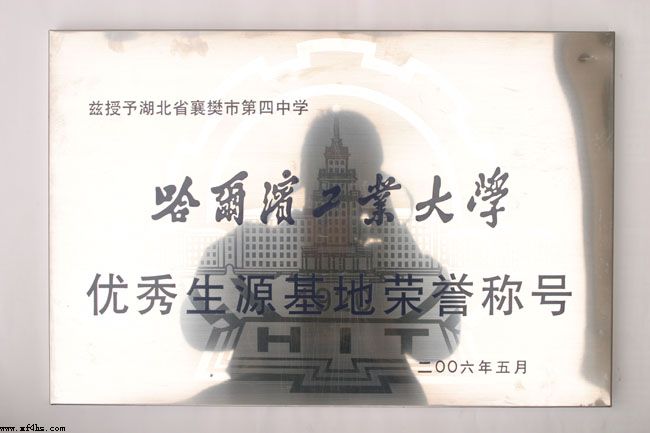 兹授予湖北省襄樊市第四中学
哈爾濱工業大學
优秀生源基地荣誉称号
HIT
二〇〇六年五月
www.xf4hs.com